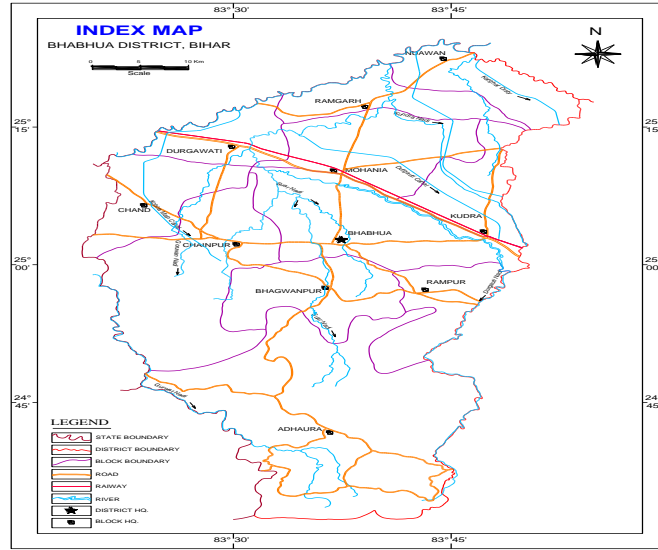 83° 30' 83° 45'
INDEX MAP
BHABHUA DISTRICT, BIHAR
0 5 10 Km
Scale
N
NUAWAN
RAMGARH
25°
15'
25°
15'
DURGAWATI
MOHANIA
CHAND
KUDRA
BHABHUA
CHAINPUR
25°
00'
25°
00'
BHAGWANPUR
RAMPUR
24°
45'
24°
45'
ADHAURA
LEGEND
STATE BOUNDARY
DISTRICT BOUNDARY
BLOCK BOUNDARY
ROAD
RAIWAY
RIVER
DISTRICT HQ.
BLOCK HQ.
83° 30' 83° 45'